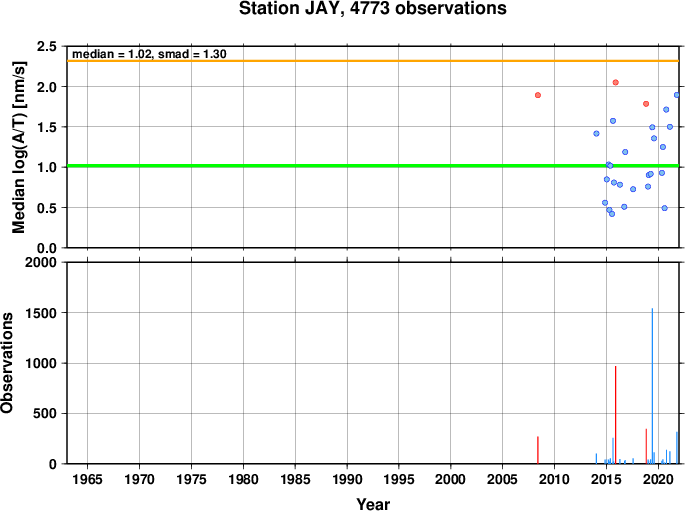 Station JAY, 4773 observations
median = 1.02, smad = 1.30
Median log(A/T) [nm/s]
2.5
2.0
1.5
1.0
0.5
0.0
Observations
2000
1500
1000
500
0
1965 1970 1975 1980 1985 1990 1995 2000 2005 2010 2015 2020
Year